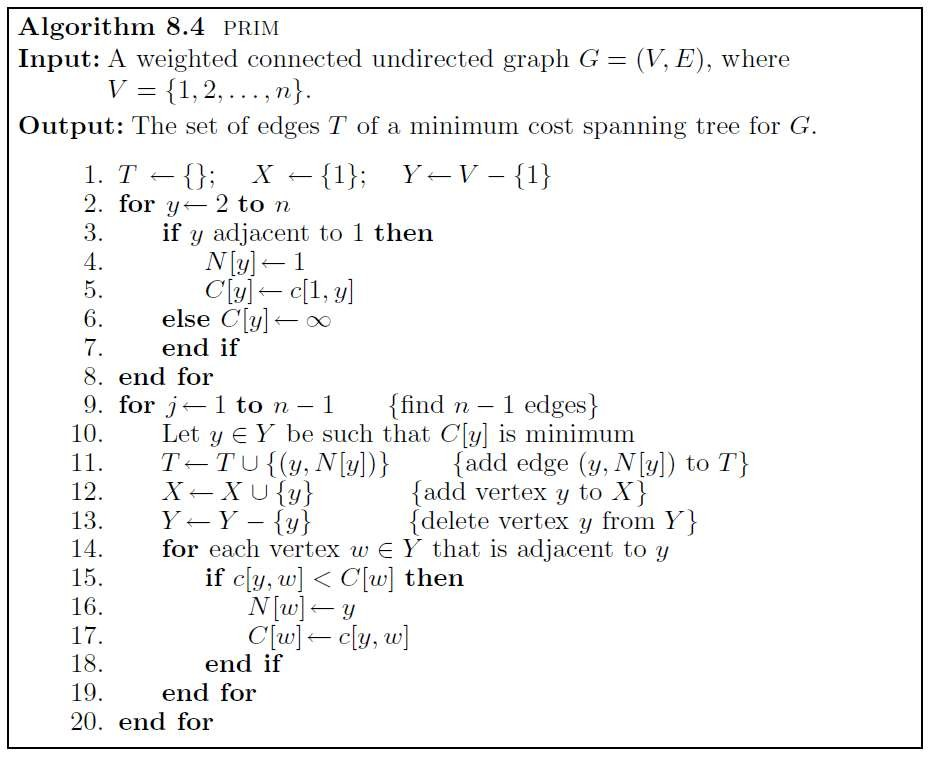 Algorithm 8.4 PRIM
Input: A weighted connected undirected graph G = (V, E), where
V = {1, 2, . . . , n}.
Output: The set of edges T of a minimum cost spanning tree for G.
1. T ← {}; X ← {1}; Y ← V − {1}
2. for y ← 2 to n
3. if y adjacent to 1 then
4. N[y] ← 1
5. C[y] ← c[1, y]
6. else C[y] ← ∞
7. end if
8. end for
9. for j ← 1 to n − 1 {find n − 1 edges}
10. Let y ∈ Y be such that C[y] is minimum
11. T ← T ∪ {(y, N[y])} {add edge (y, N[y]) to T}
12. X ← X ∪ {y} {add vertex y to X}
13. Y ← Y − {y} {delete vertex y from Y}
14. for each vertex w ∈ Y that is adjacent to y
15. if c[y, w] < C[w] then
16. N[w] ← y
17. C[w] ← c[y, w]
18. end if
19. end for
20. end for